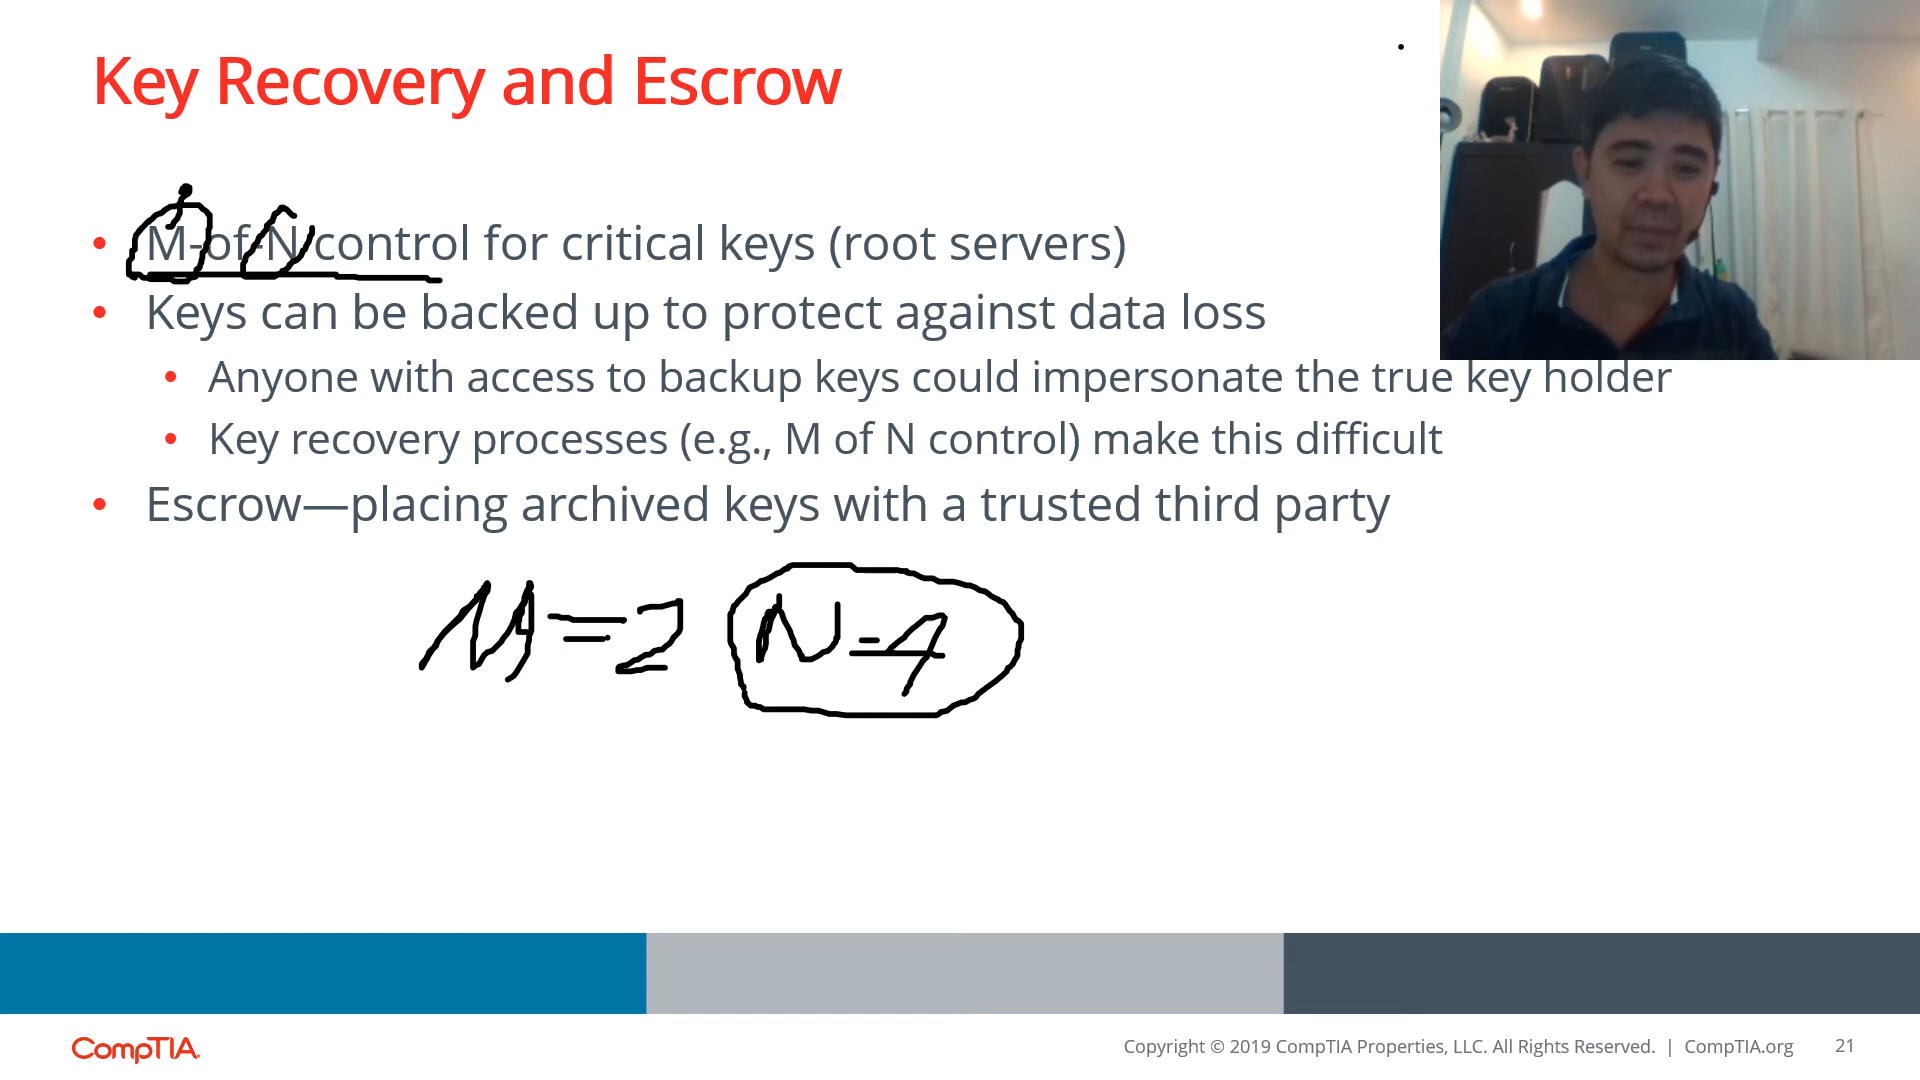 Key Recovery and Escrow
• M-of-N control for critical keys (root servers)
• Keys can be backed up to protect against data loss
• Anyone with access to backup keys could impersonate the true key holder
• Key recovery processes (e.g., M of N control) make this difficult
• Escrow—placing archived keys with a trusted third party
M=2 N=4
CompTIA.
Copyright © 2019 CompTIA Properties, LLC. All Rights Reserved. | CompTIA.org 21